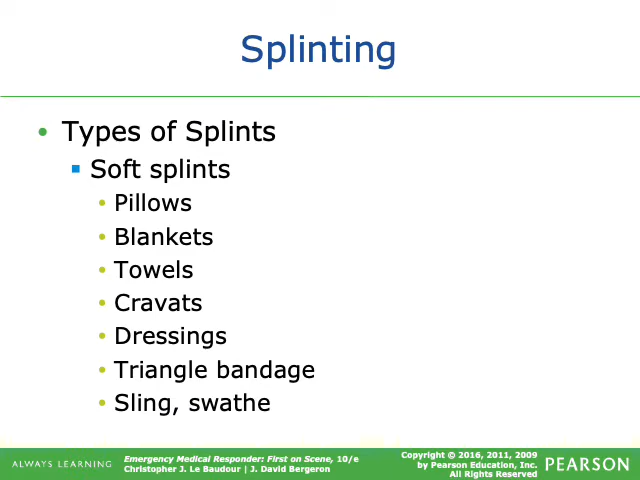 Splinting
• Types of Splints
▪ Soft splints
• Pillows
• Blankets
• Towels
• Cravats
• Dressings
• Triangle bandage
• Sling, swathe
ALWAYS LEARNING
Emergency Medical Responder: First on Scene, 10/e
Christopher J. Le Baudour | J. David Bergeron
Copyright © 2016, 2011, 2009
by Pearson Education, Inc.
All Rights Reserved
PEARSON